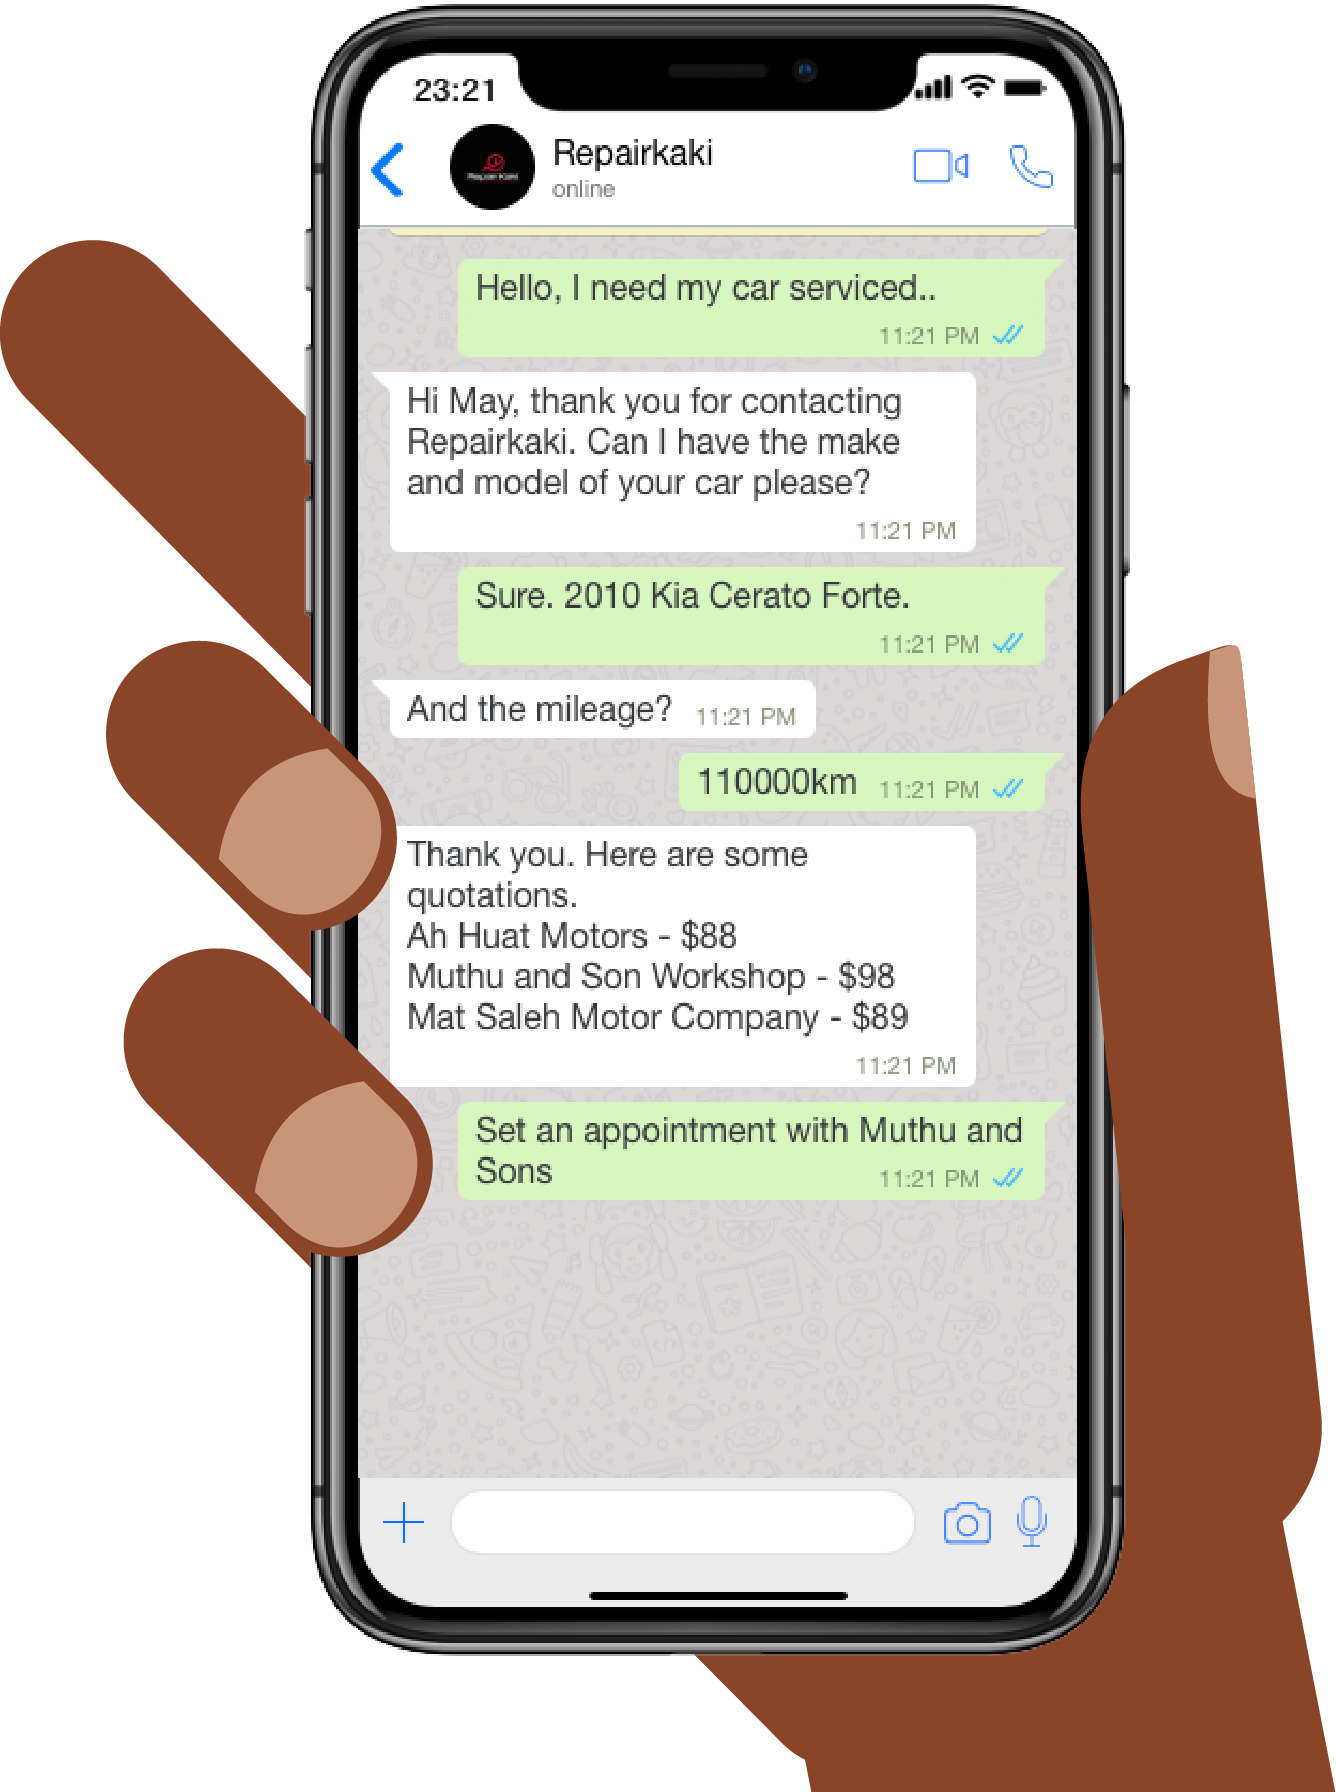 23:21
Repair Kaki
Repairkaki
online
Hello, I need my car serviced..
11:21 PM
Hi May, thank you for contacting
Repairkaki. Can I have the make
and model of your car please?
11:21 PM
Sure. 2010 Kia Cerato Forte.
11:21 PM
And the mileage? 11:21 PM
110000km 11:21 PM
Thank you. Here are some
quotations.
Ah Huat Motors - $88
Muthu and Son Workshop - $98
Mat Saleh Motor Company - $89
11:21 PM
Set an appointment with Muthu and
Sons 11:21 PM